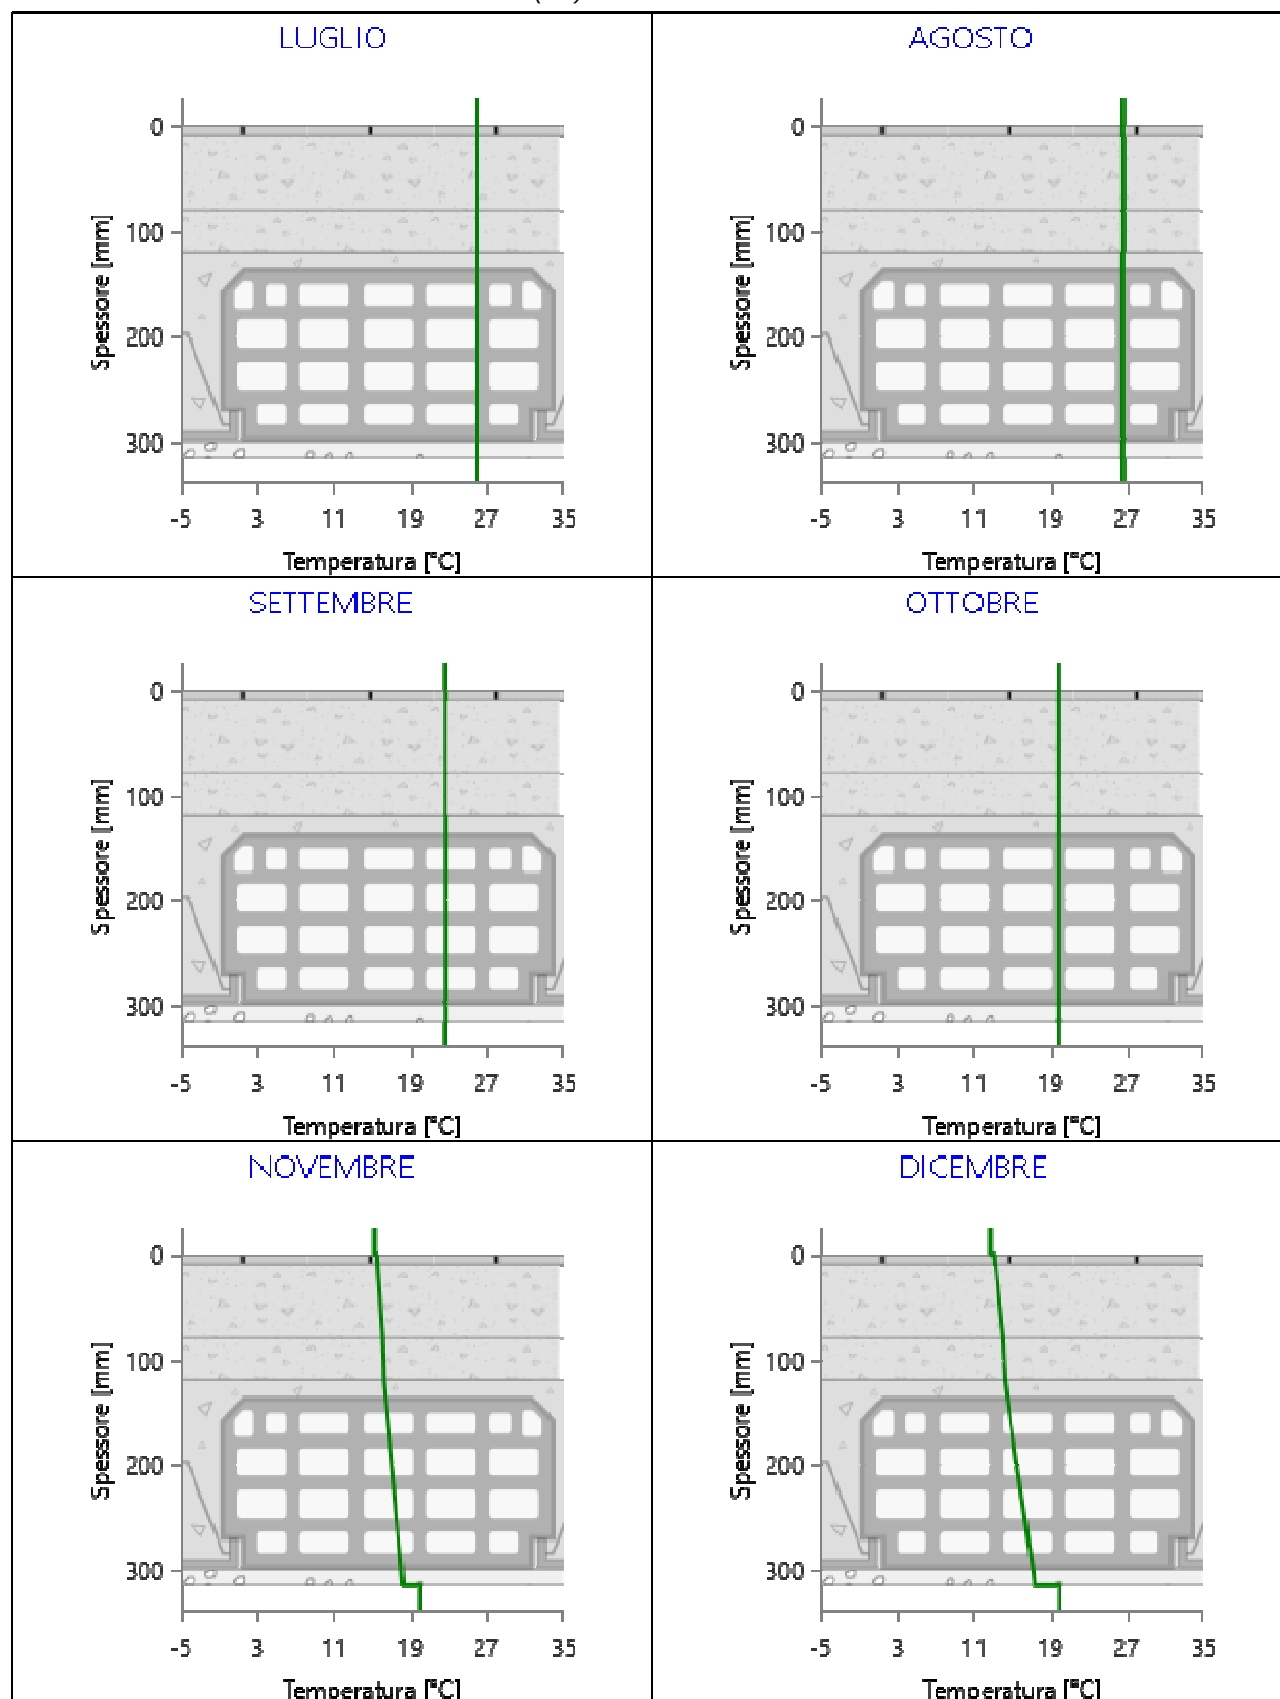 LUGLIO
0
100
200
300
Spessore [mm]
-5 3 11 19 27 35
Temperatura [°C]
AGOSTO
0
100
200
300
Spessore [mm]
-5 3 11 19 27 35
Temperatura [°C]
SETTEMBRE
0
100
200
300
Spessore [mm]
-5 3 11 19 27 35
Temperatura [°C]
OTTOBRE
0
100
200
300
Spessore [mm]
-5 3 11 19 27 35
Temperatura [°C]
NOVEMBRE
0
100
200
300
Spessore [mm]
-5 3 11 19 27 35
Temperatura [°C]
DICEMBRE
0
100
200
300
Spessore [mm]
-5 3 11 19 27 35
Temperatura [°C]